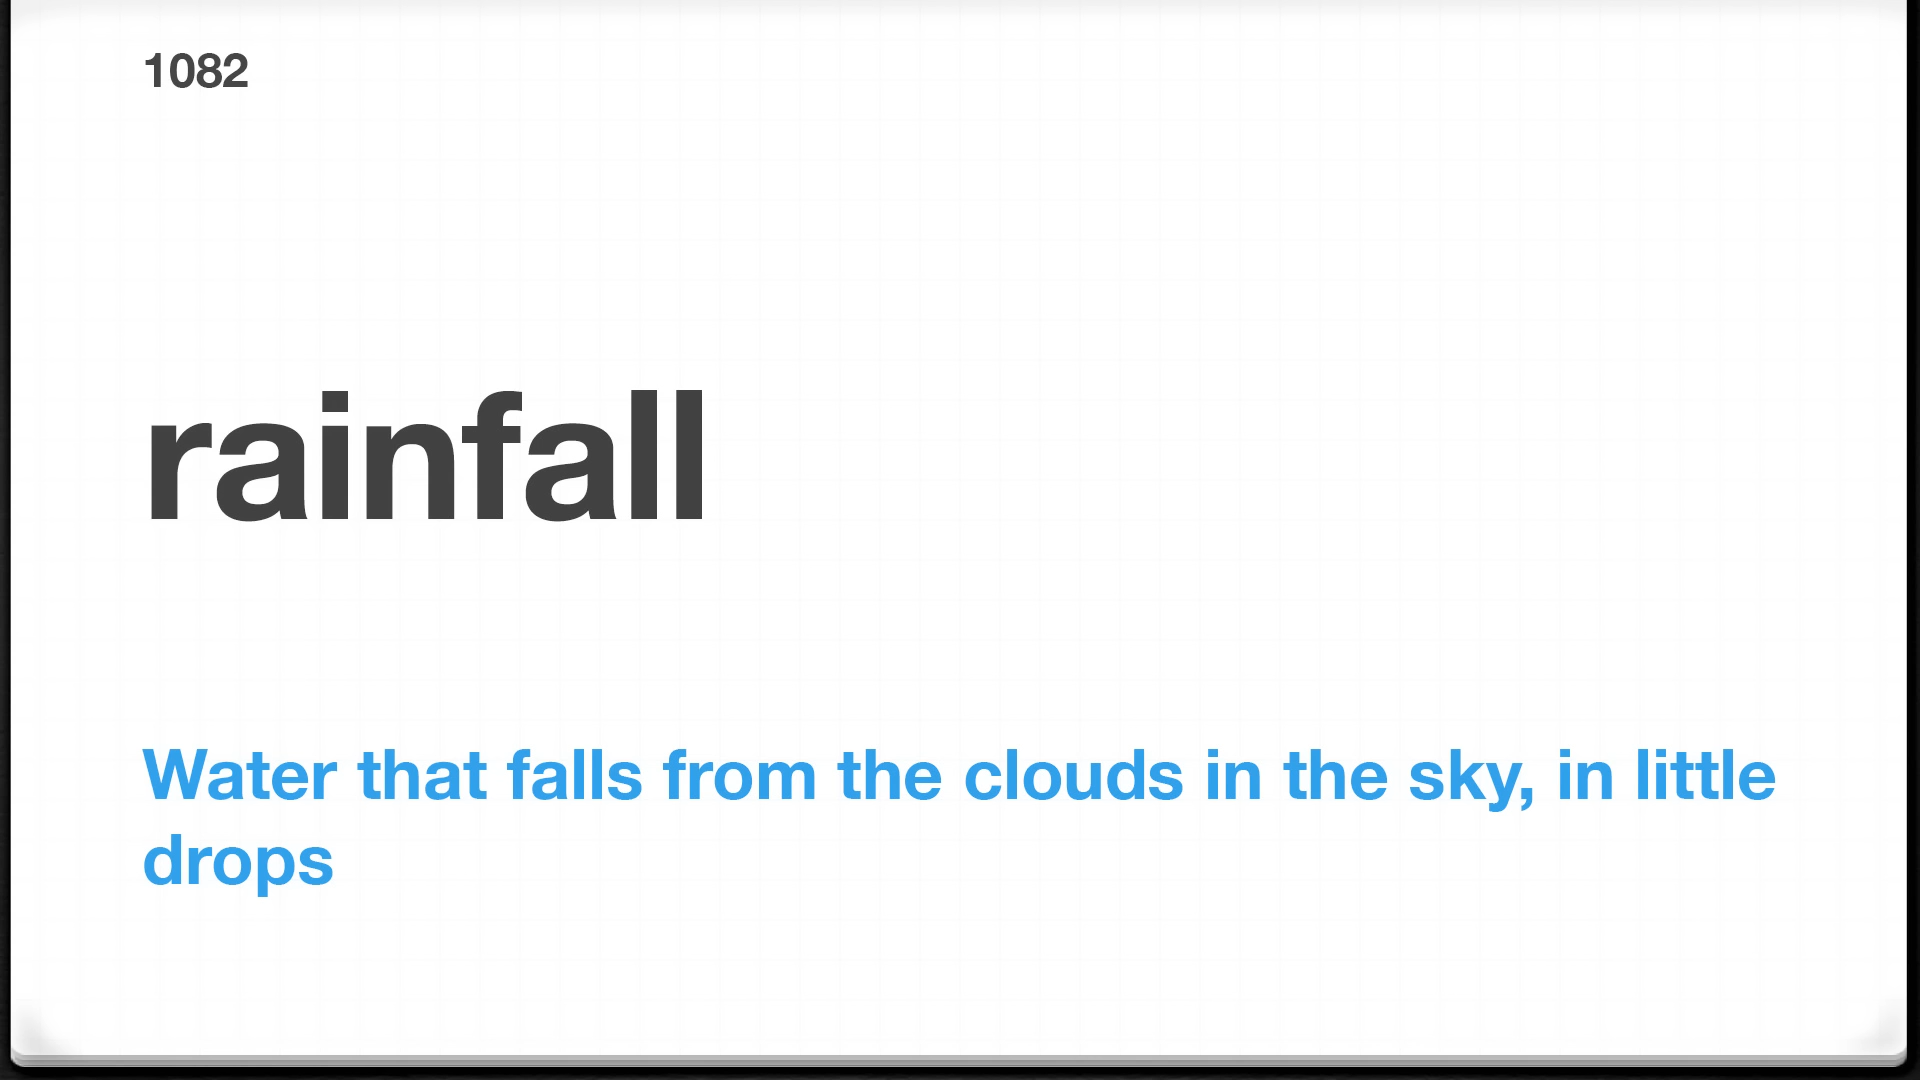 1082
rainfall
Water that falls from the clouds in the sky, in little
drops